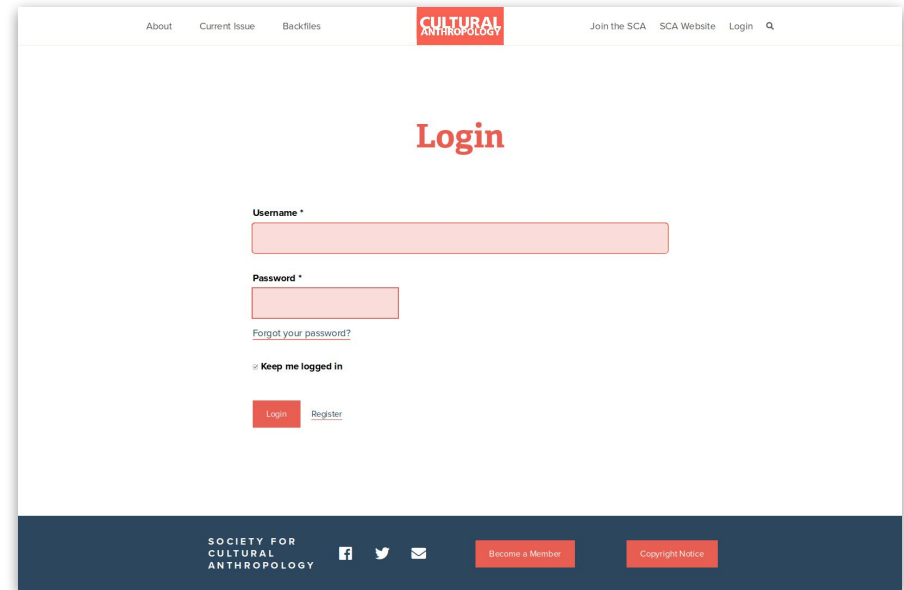 About Current Issue Backfiles CULTURAL ANTHROPOLOGY Join the SCA SCA Website Login
Login
Username *
Password *
Forgot your password?
Keep me logged in
Login Register
SOCIETY FOR
CULTURAL
ANTHROPOLOGY
Become a Member Copyright Notice